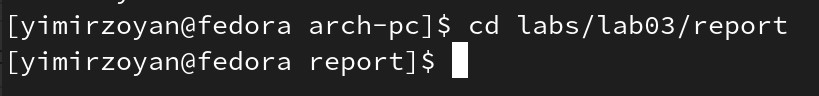 [yimirzoyan@fedora arch-pc]$ cd labs/lab03/report
[yimirzoyan@fedora report]$